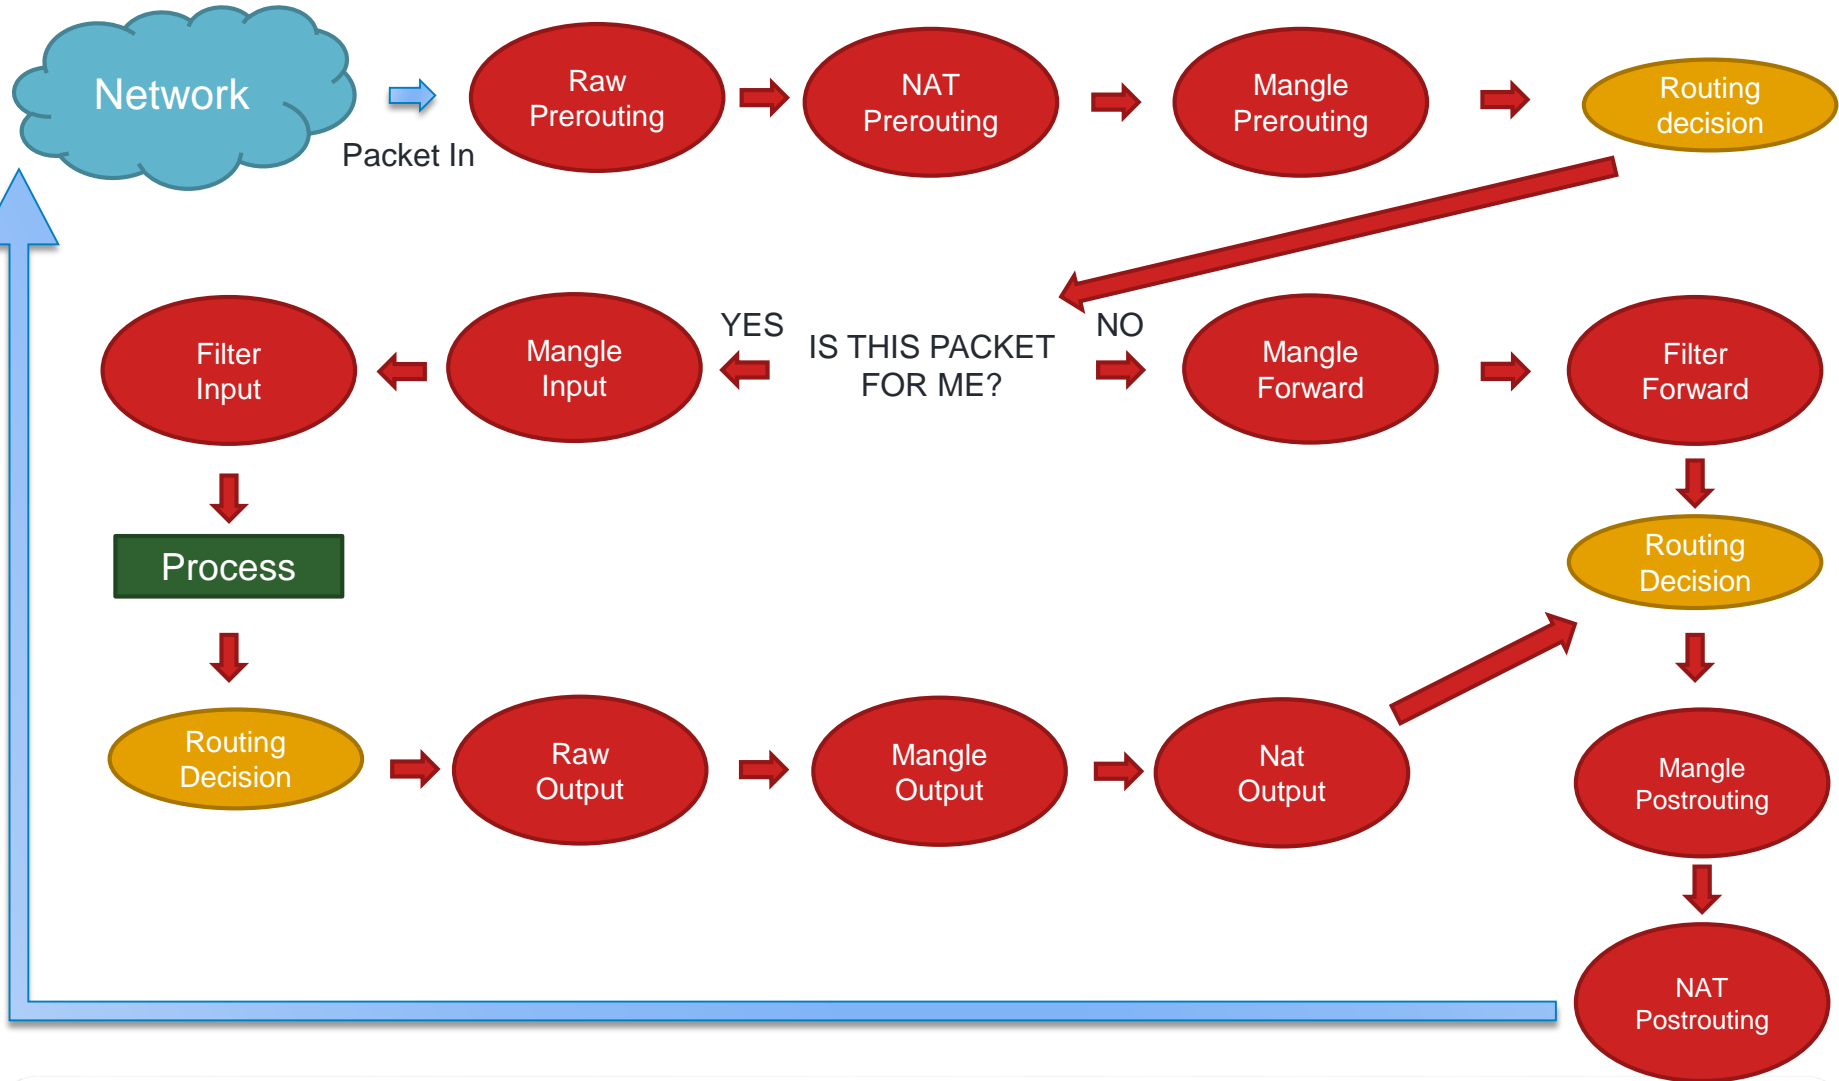 Network
Packet In
Raw
Prerouting
NAT
Prerouting
Mangle
Prerouting
Routing
decision
Filter
Input
Mangle
Input
YES
IS THIS PACKET
FOR ME?
NO
Mangle
Forward
Filter
Forward
Process
Routing
Decision
Routing
Decision
Raw
Output
Mangle
Output
Nat
Output
Mangle
Postrouting
NAT
Postrouting